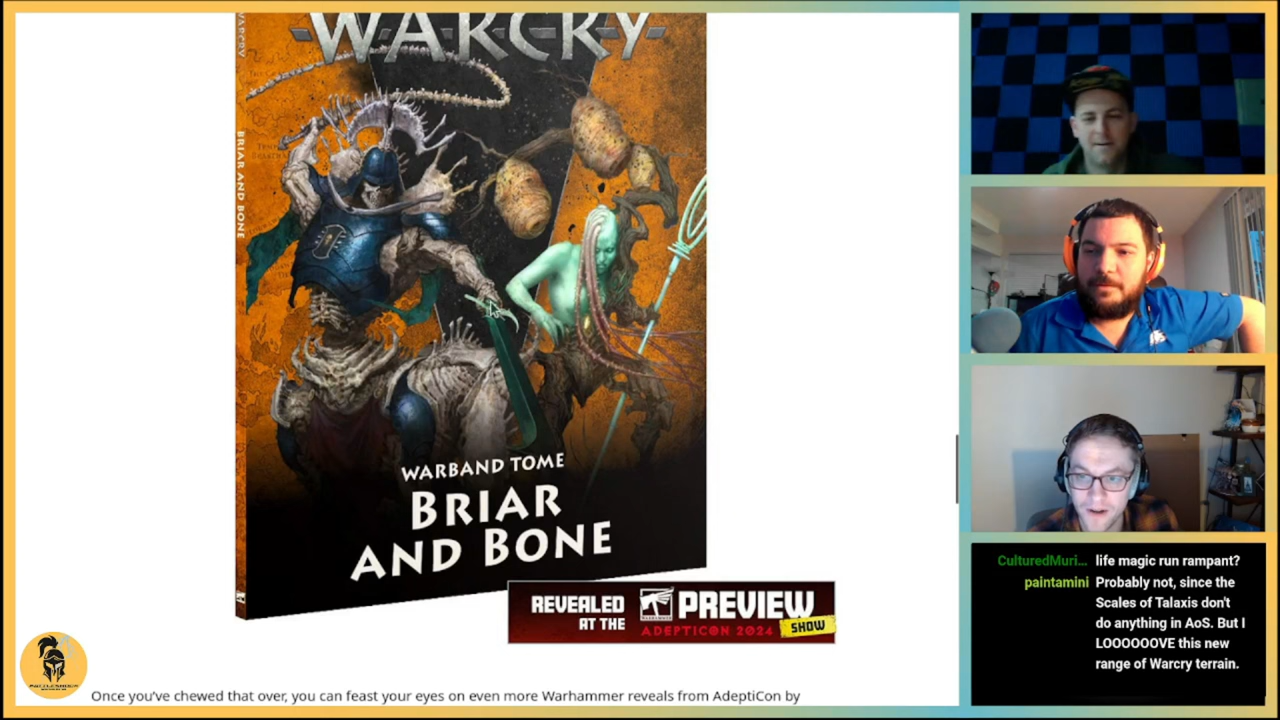 WARCRY
WARCRY
BRIAR AND BONE
WARBAND TOME
BRIAR
AND BONE
REVEALED
AT THE
PREVIEW
ADEPTICON 2024
SHOW
Once you've chewed that over, you can feast your eyes on even more Warhammer reveals from AdeptiCon by
CulturedMuri... life magic run rampant?
paintamini Probably not, since the
Scales of Talaxis don't
do anything in AoS. But I
LOOOOOOVE this new
range of Warcry terrain.